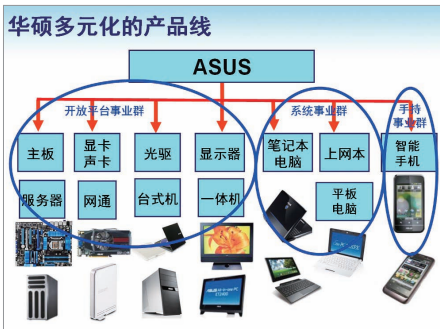 华硕多元化的产品线
ASUS
开放平台事业群
系统事业群
手持
事业群
主板
显卡
声卡
光驱
显示器
笔记本
电脑
上网本
智能
手机
服务器
网通
台式机
一体机
平板
电脑